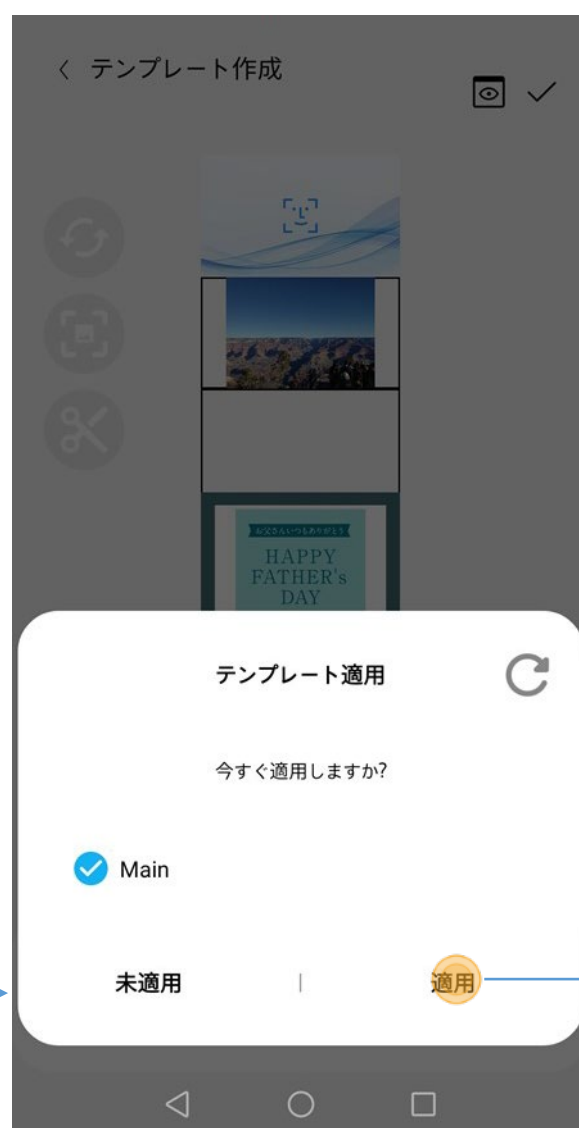 テンプレート作成
お父さんいつもありがとう
HAPPY
FATHER's
DAY
テンプレート適用
今すぐ適用しますか?
Main
未適用 | 適用